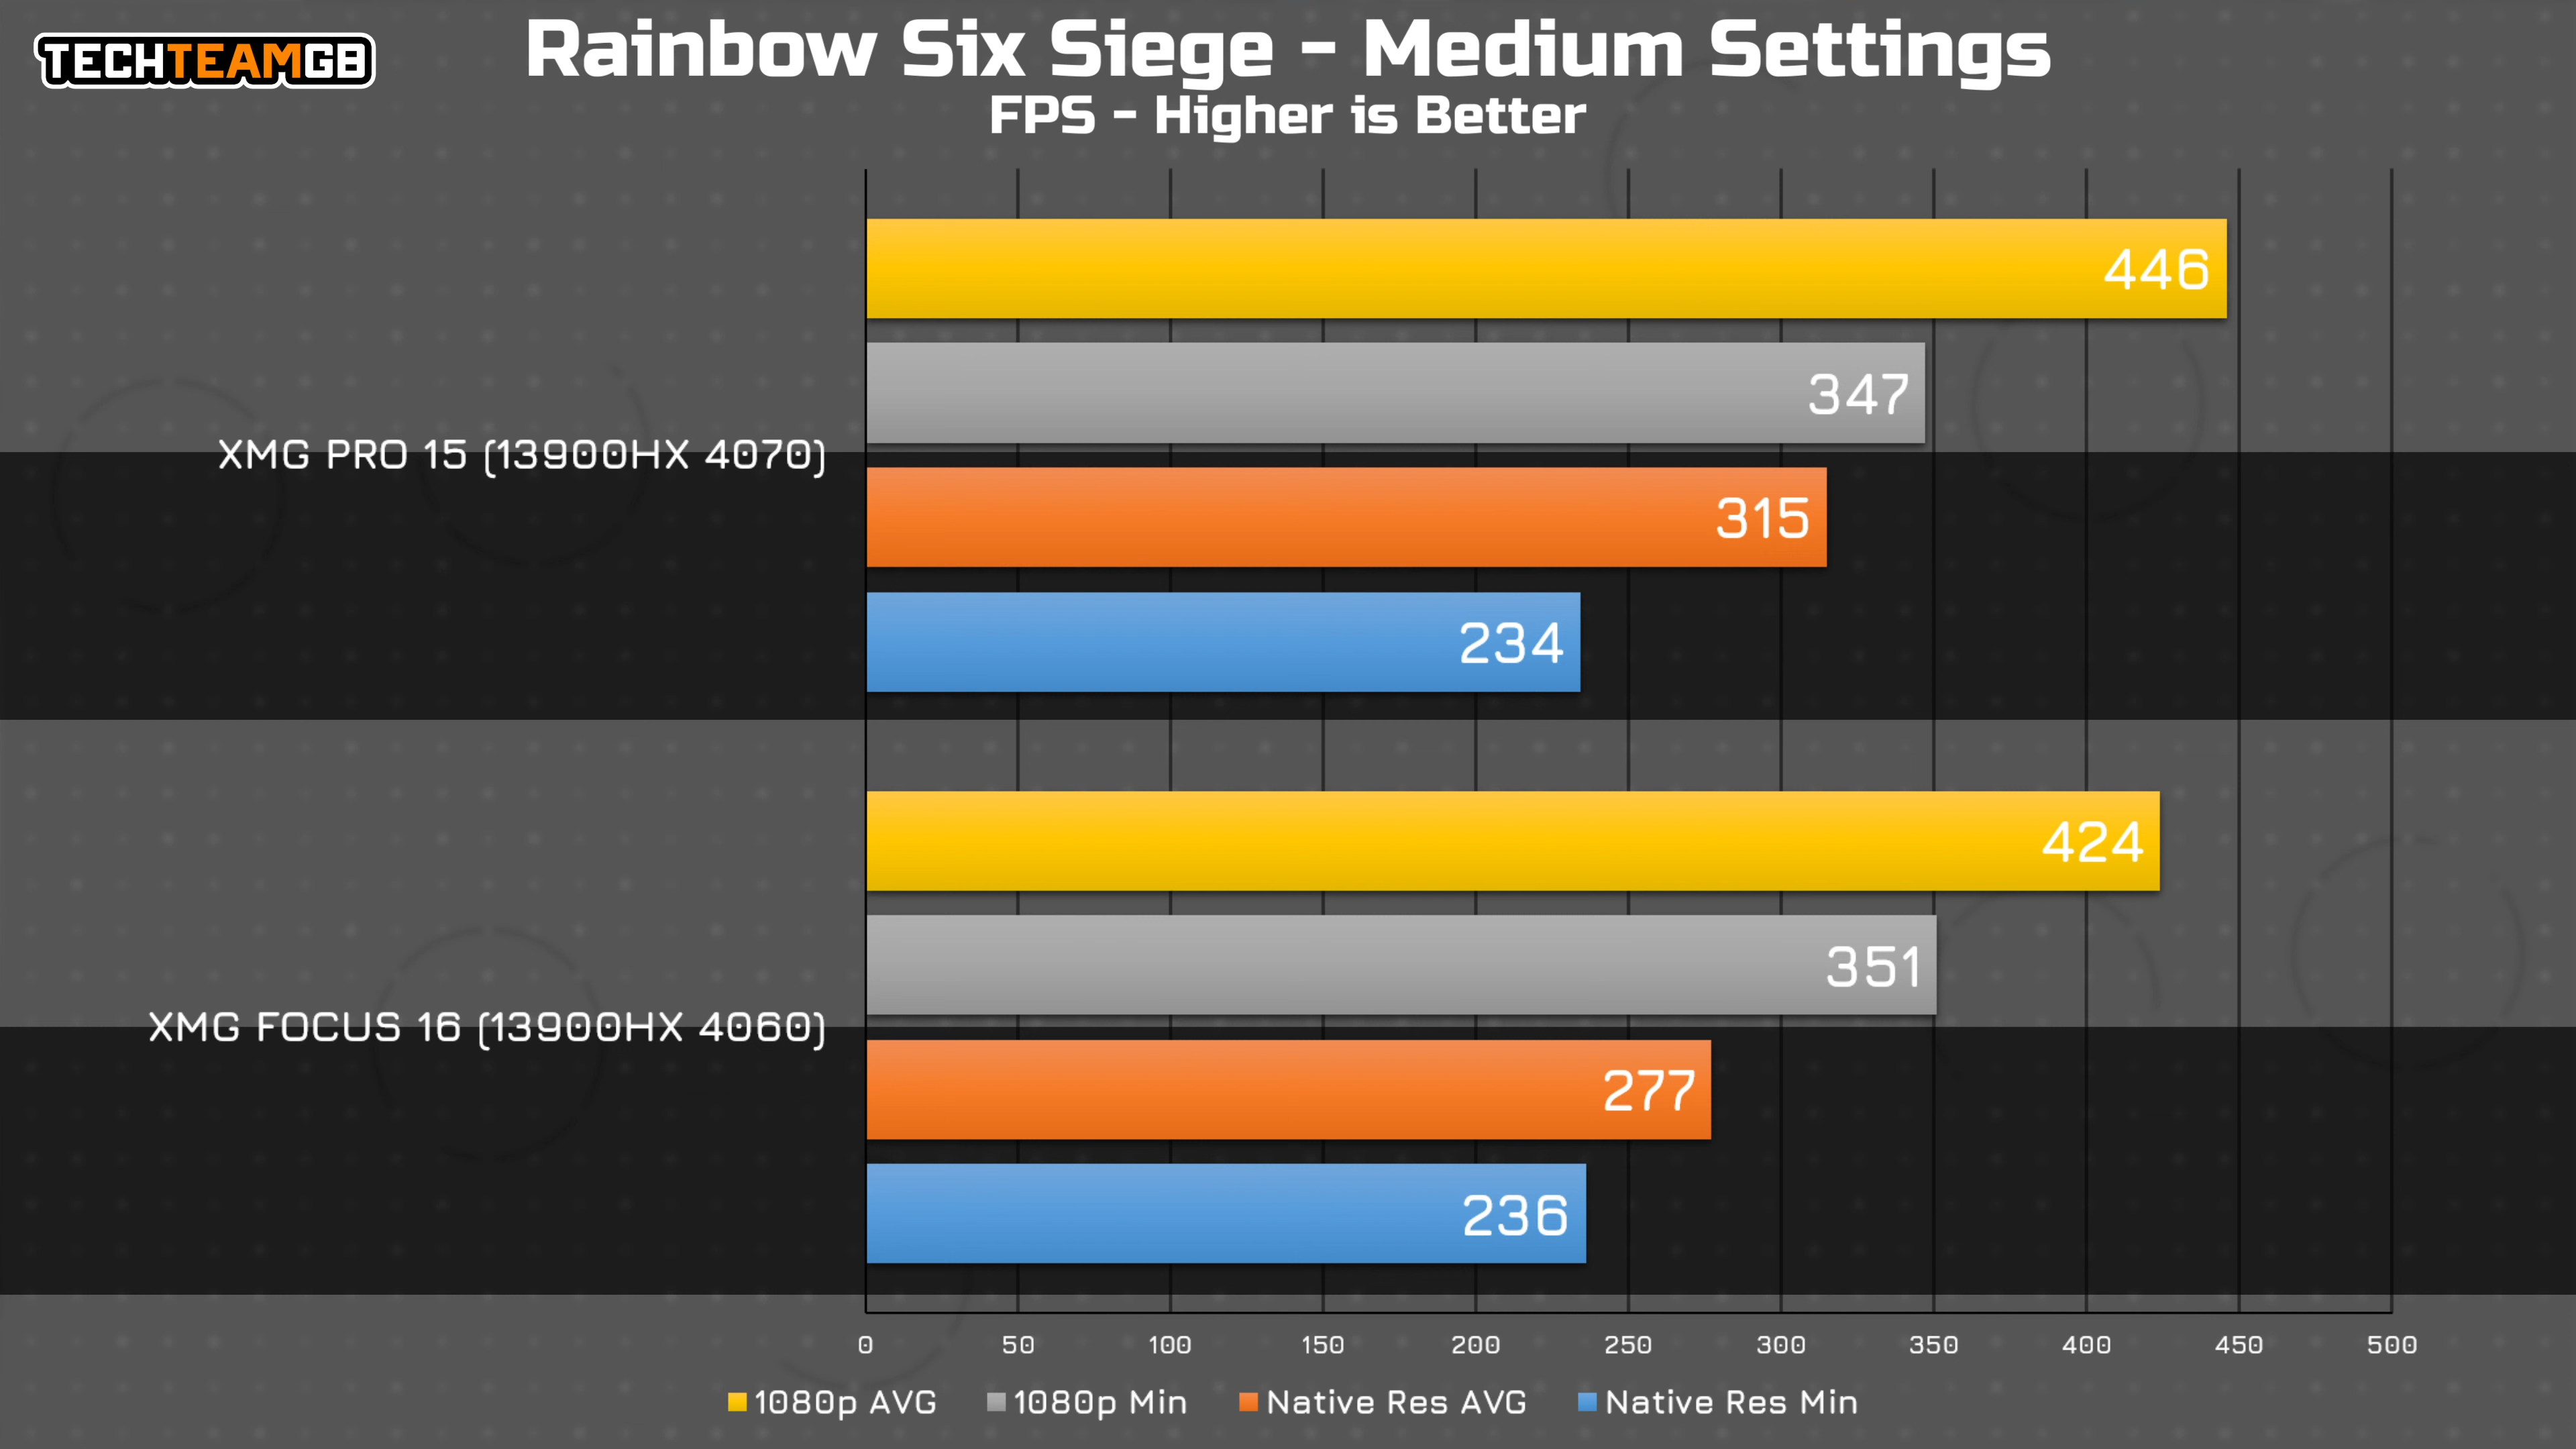 TECHTEAMGB
Rainbow Six Siege - Medium Settings
FPS - Higher is Better
446
347
XMG PRO 15 (13900HX 4070)
315
234
424
351
XMG FOCUS 16 (13900HX 4060)
277
236
0 50 100 150 200 250 300 350 400 450 500
1080p AVG 1080p Min Native Res AVG Native Res Min